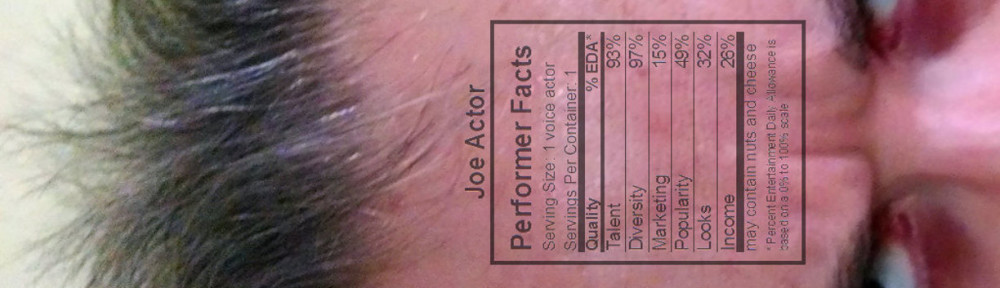 Joe Actor
Performer Facts
Serving Size: 1 voice actor
Servings Per Container: 1
% EDA*
Quality
Talent 93%
Diversity 97%
Marketing 15%
Popularity 49%
Looks 32%
Income 26%
may contain nuts and cheese
* Percent Entertainment Daily Allowance is
based on a 0% to 100% scale